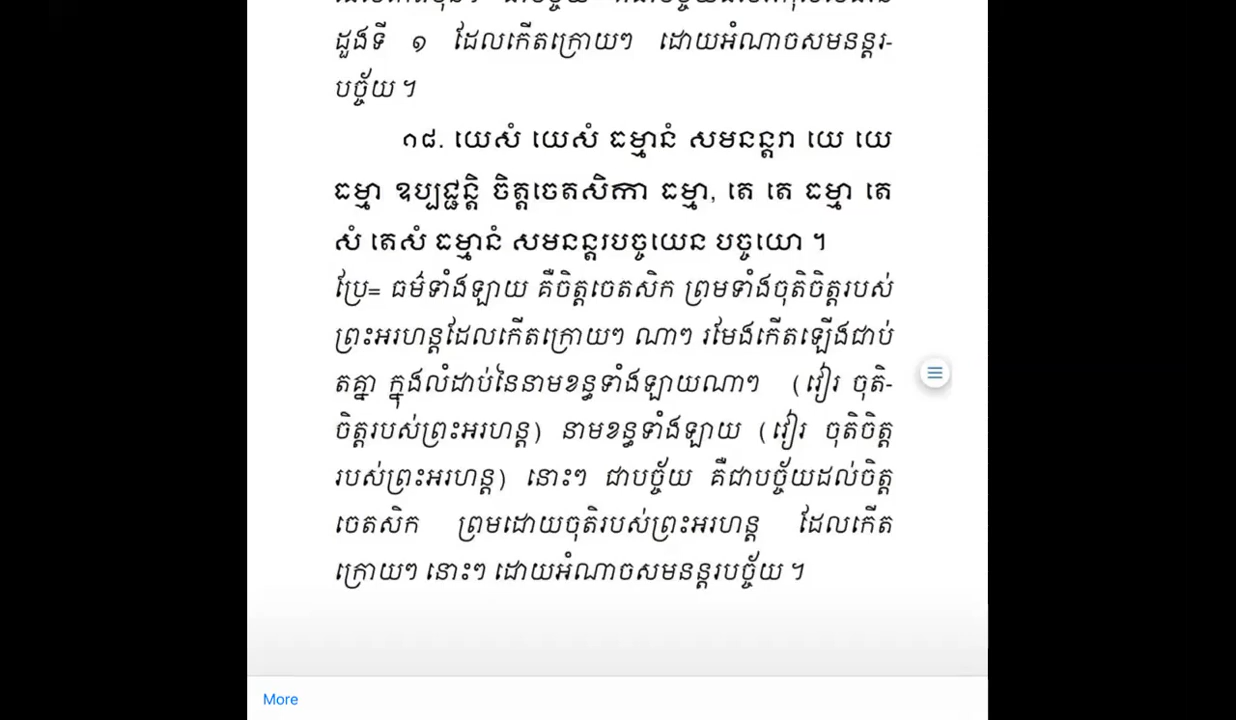 ដួងទី ១ ដែលកើតក្រោយៗ ដោយអំណាចសមនន្តរ-
បច្ច័យ ។
១៨. យេសំ យេសំ ធម្មានំ សមនន្តរា យេ យេ
ធម្មា ឧប្បជ្ជន្តិ ចិត្តចេតសិកា ធម្មា, តេ តេ ធម្មា តេ
សំ តេសំ ធម្មានំ សមនន្តរបច្ចយេន បច្ចយោ ។
ប្រែ= ធម៌ទាំងឡាយ គឺចិត្តចេតសិក ព្រមទាំងចុតិចិត្តរបស់
ព្រះអរហន្តដែលកើតក្រោយៗ ណាៗ រមែងកើតឡើងជាប់
តគ្នា ក្នុងលំដាប់នៃនាមខន្ធទាំងឡាយណាៗ (វៀរ ចុតិ-
ចិត្តរបស់ព្រះអរហន្ត) នាមខន្ធទាំងឡាយ (វៀរ ចុតិចិត្ត
របស់ព្រះអរហន្ត) នោះៗ ជាបច្ច័យ គឺជាបច្ច័យដល់ចិត្ត
ចេតសិក ព្រមដោយចុតិរបស់ព្រះអរហន្ត ដែលកើត
ក្រោយៗ នោះៗ ដោយអំណាចសមនន្តរបច្ច័យ ។
More